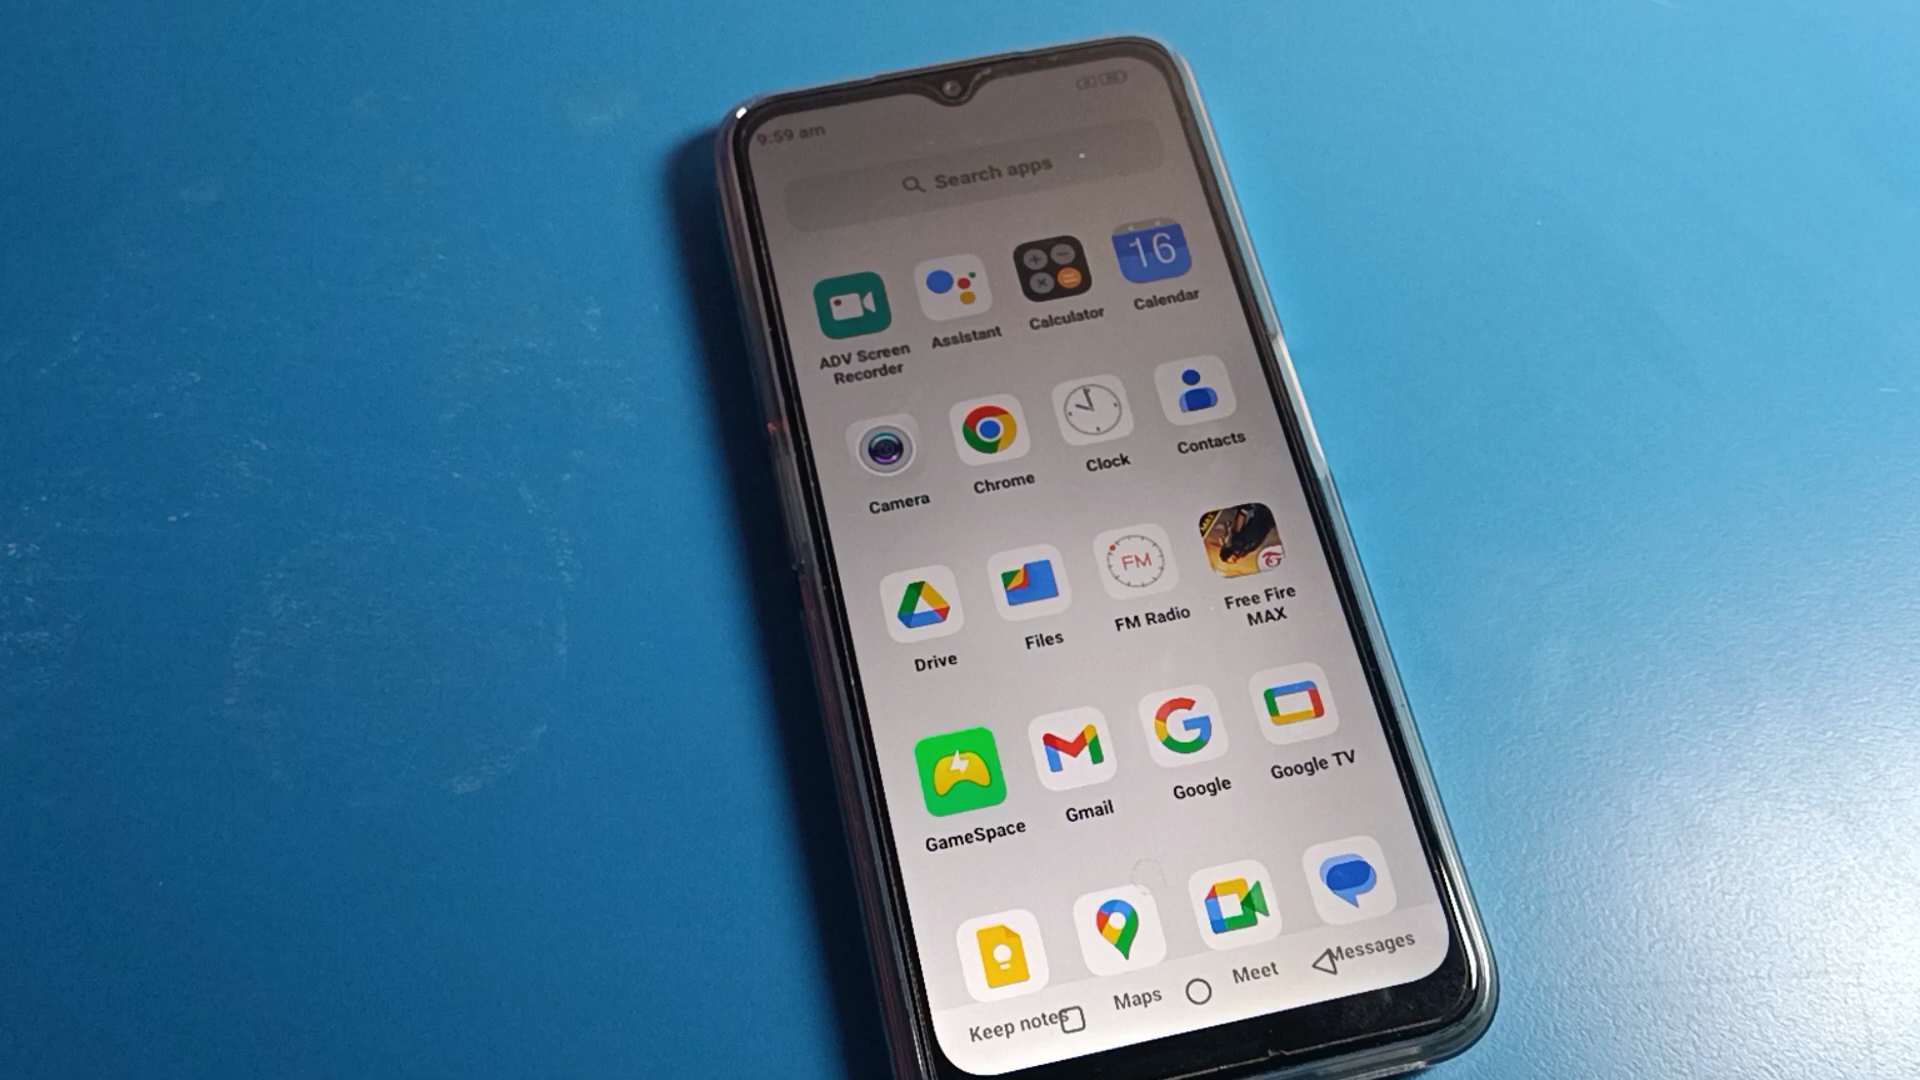 9:59 am
Search apps
16
ADV Screen
Recorder
Assistant
Calculator
Calendar
Camera
Chrome
Clock
Contacts
FM
MAX
Drive
Files
FM Radio
Free Fire
MAX
GameSpace
Gmail
Google
Google TV
Keep notes
Maps
Meet
Messages